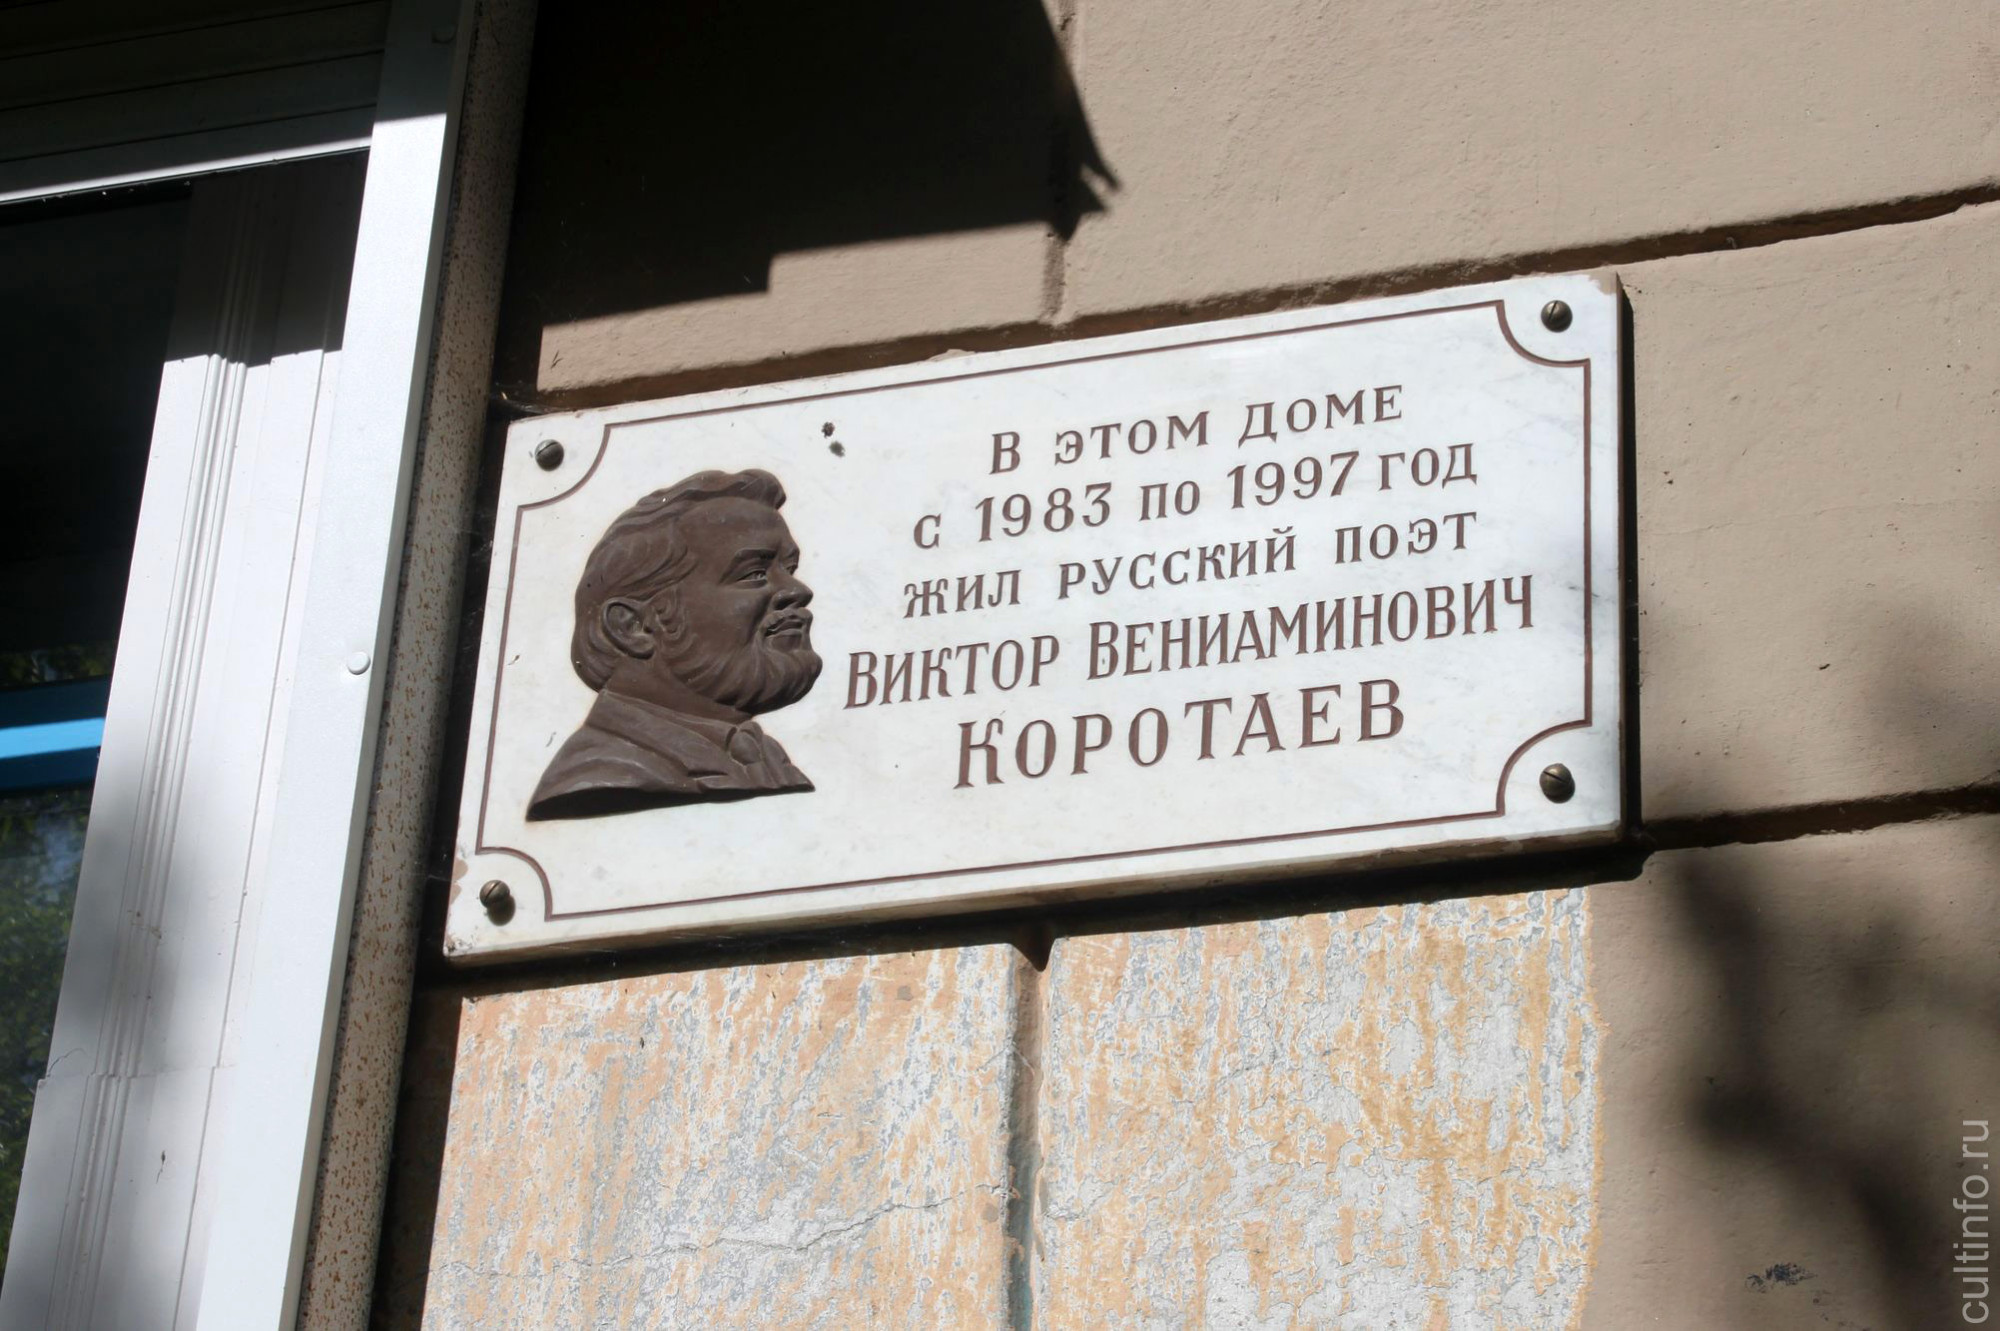 В ЭТОМ ДОМЕ
С 1983 ПО 1997 ГОД
ЖИЛ РУССКИЙ ПОЭТ
ВИКТОР ВЕНИАМИНОВИЧ
КОРОТАЕВ
cultinfo.ru